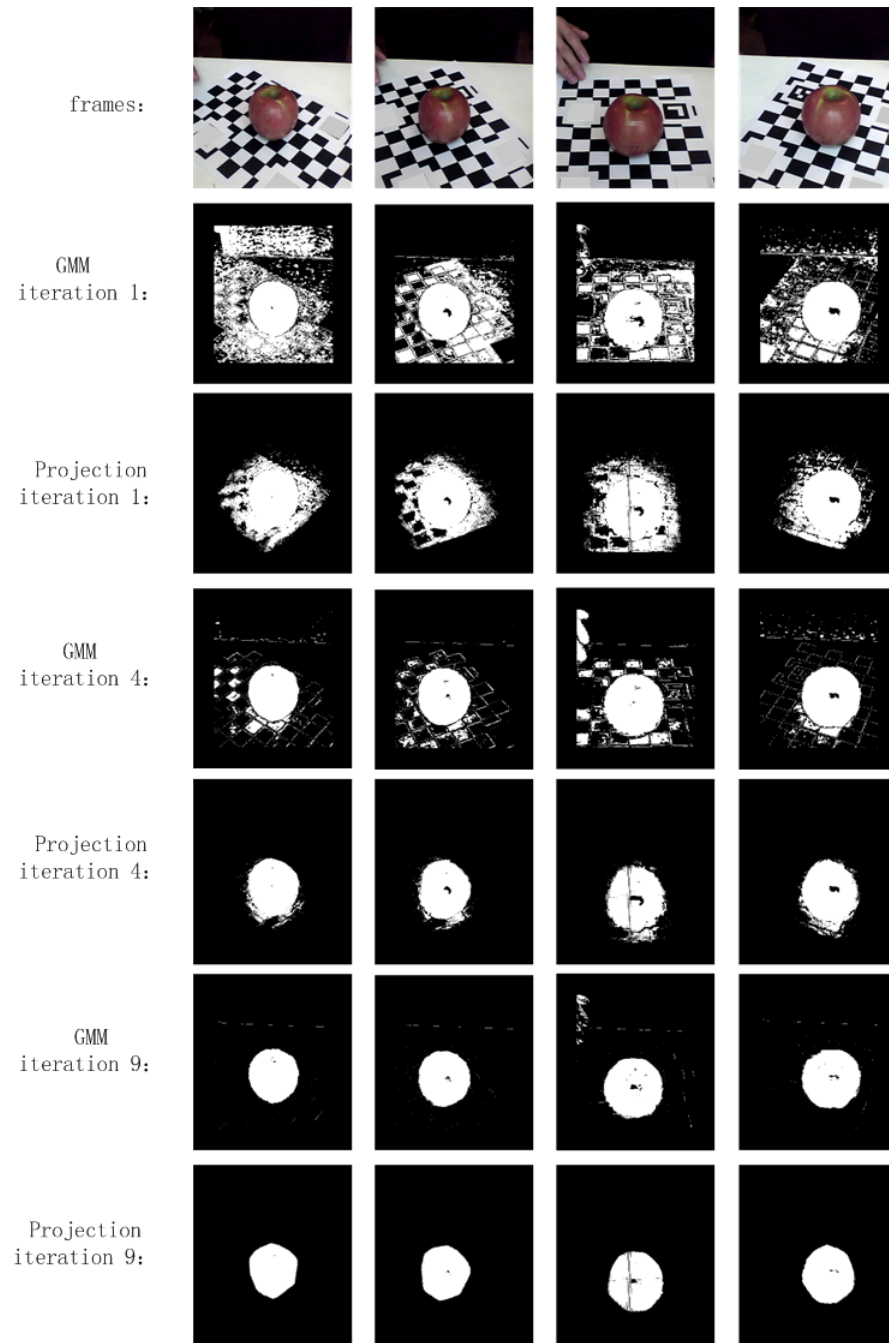 frames:
GMM
iteration 1:
Projection
iteration 1:
GMM
iteration 4:
Projection
iteration 4:
GMM
iteration 9:
Projection
iteration 9: